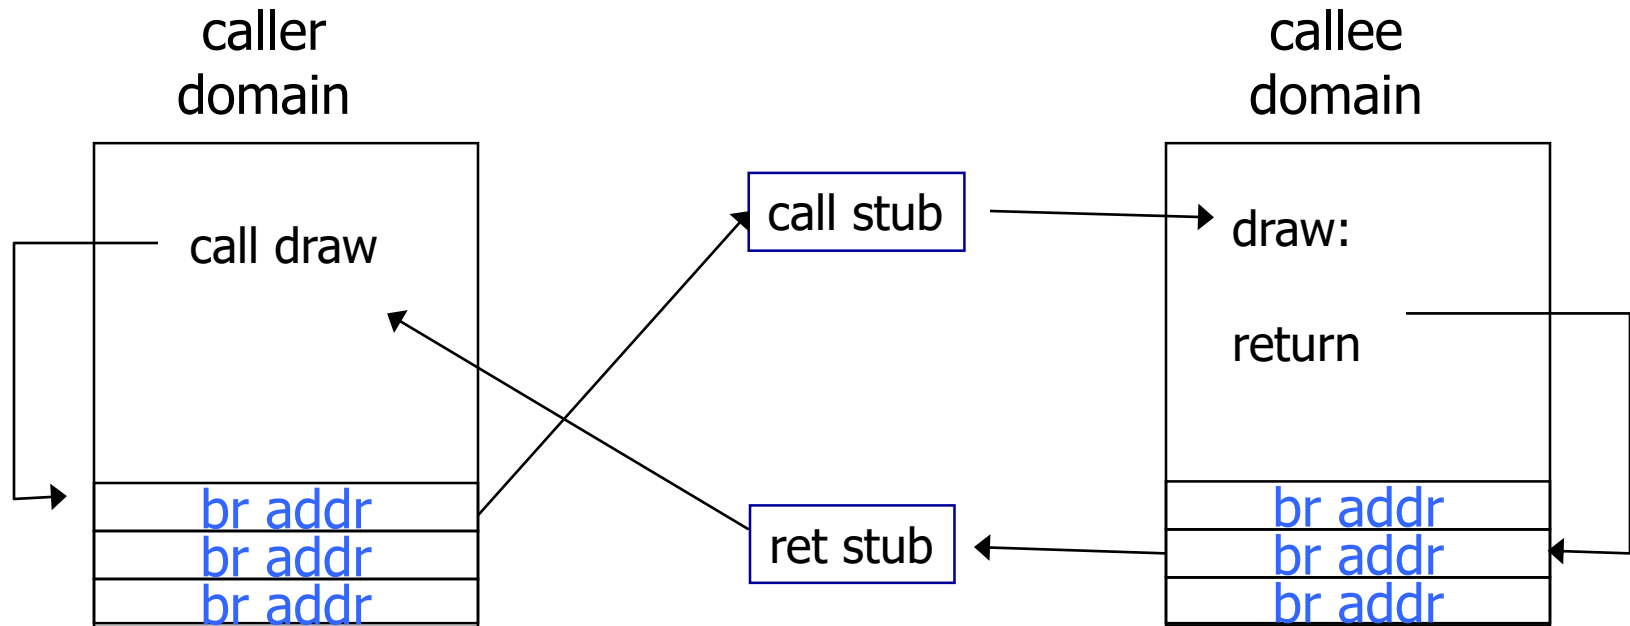 caller
domain
callee
domain
call draw
call stub
draw:
return
br addr
br addr
br addr
ret stub
br addr
br addr
br addr